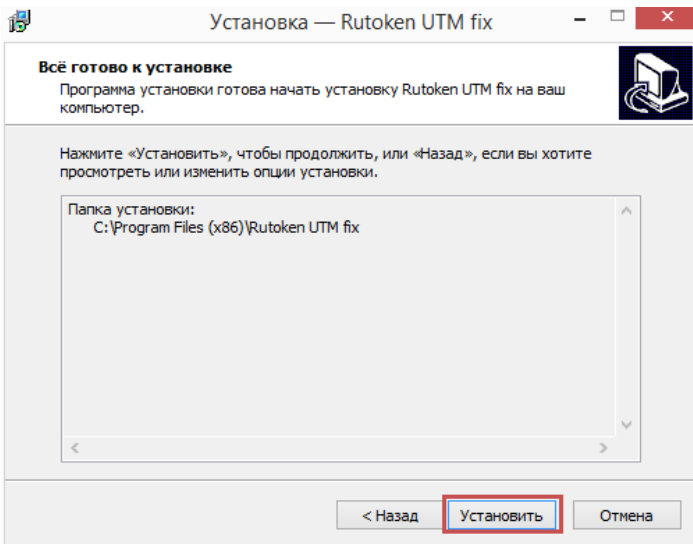 Установка — Rutoken UTM fix
Всё готово к установке
Программа установки готова начать установку Rutoken UTM fix на ваш
компьютер.
Нажмите «Установить», чтобы продолжить, или «Назад», если вы хотите
просмотреть или изменить опции установки.
Папка установки:
C:\Program Files (x86)\Rutoken UTM fix
< Назад
Установить
Отмена